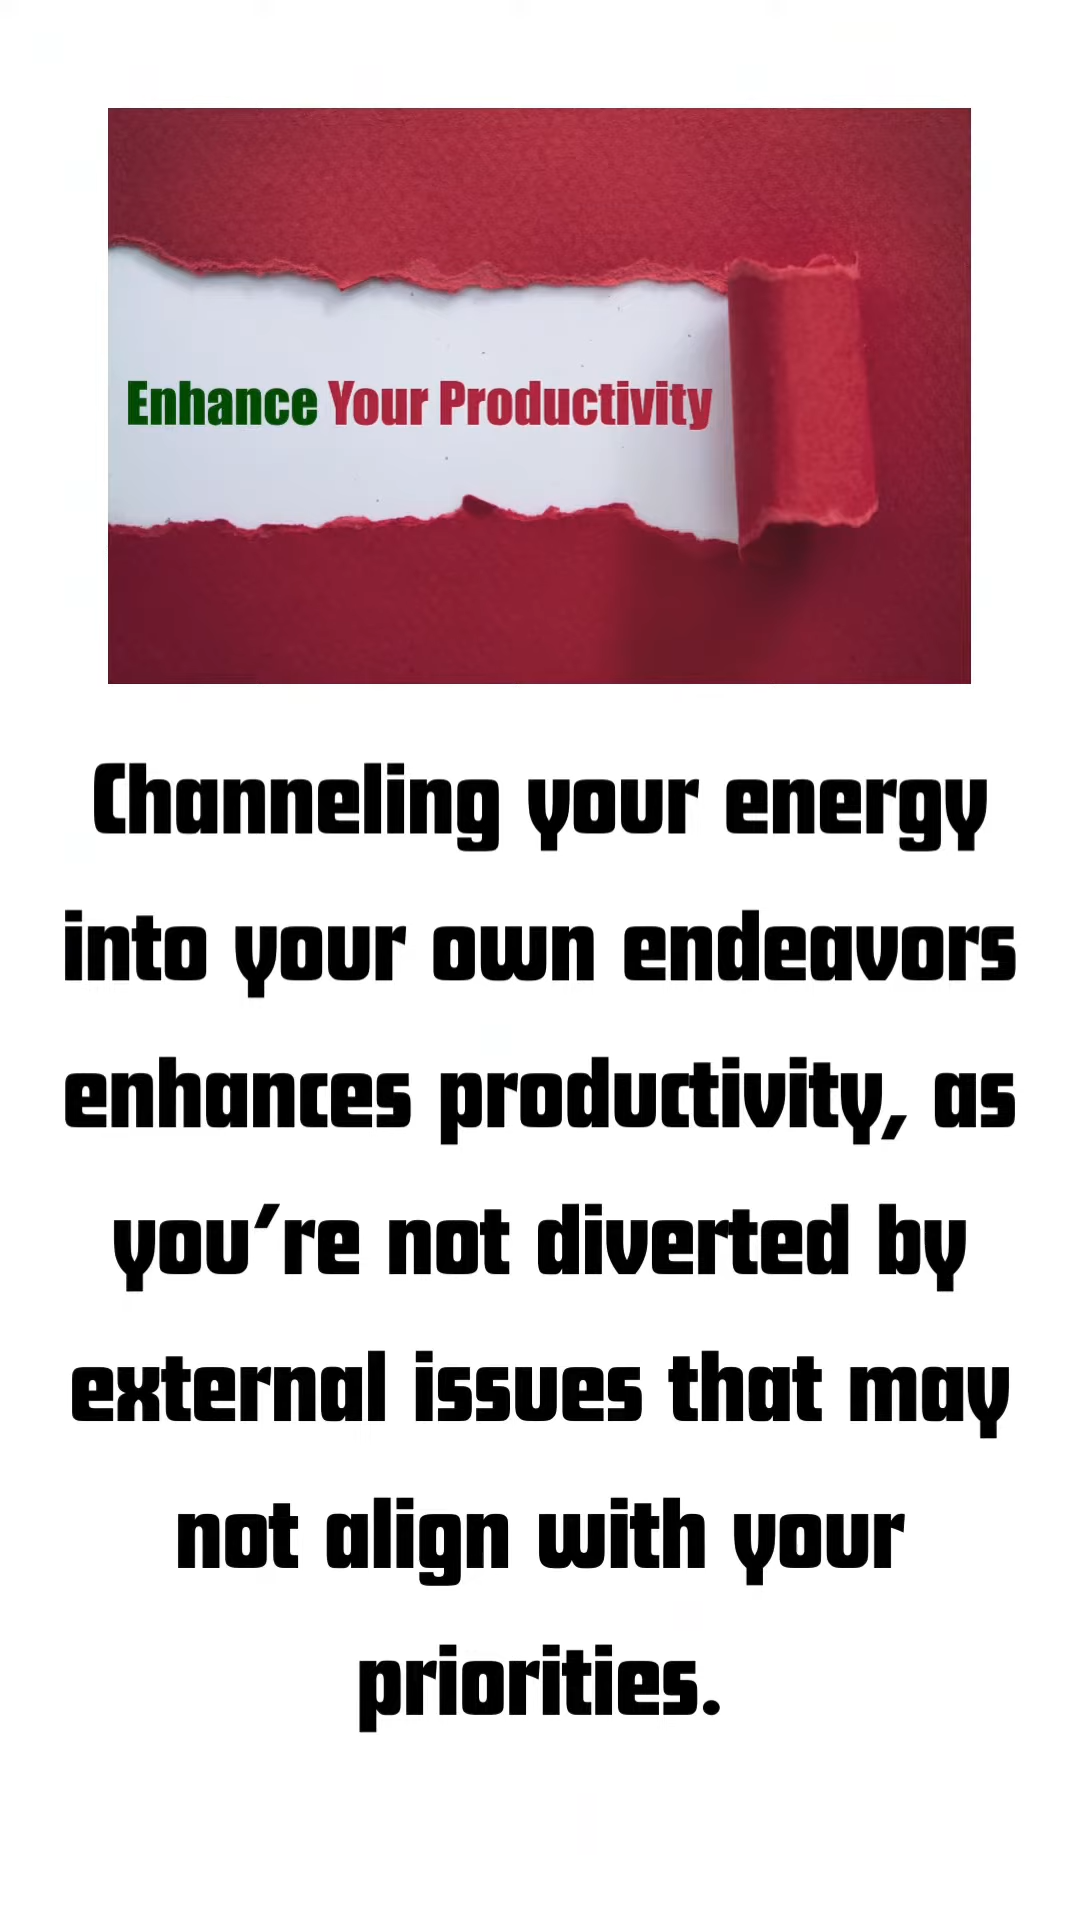 Enhance Your Productivity
Channeling your energy
into your own endeavors
enhances productivity, as
you're not diverted by
external issues that may
not align with your
priorities.